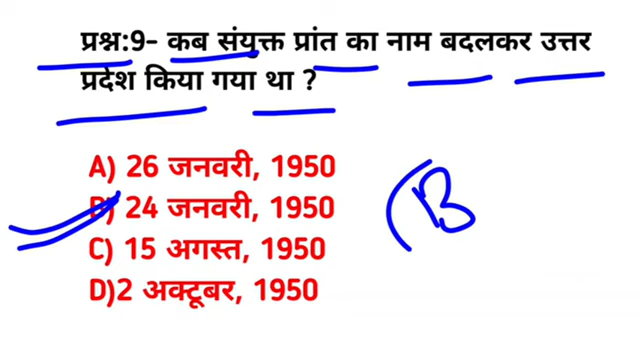 प्रश्न:9- कब संयुक्त प्रांत का नाम बदलकर उत्तर
प्रदेश किया गया था ?
A) 26 जनवरी, 1950
B) 24 जनवरी, 1950
(B
C) 15 अगस्त, 1950
D)2 अक्टूबर, 1950